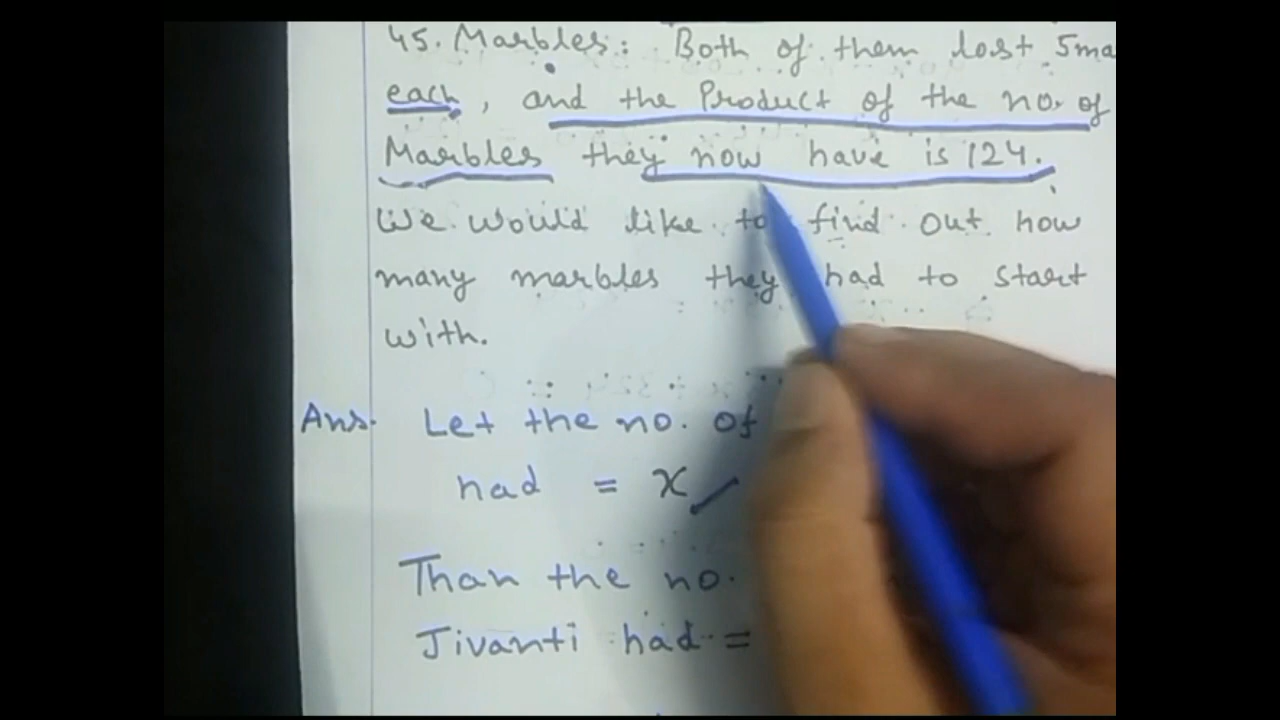 45. Marbles: Both of them lost 5 ma
each, and the Product of the no. of
Marbles they now have is 124.
We would like to find out how
many marbles they had to start
with.
Ans. Let the no. of
had = x
Than the no.
Jivanti had =